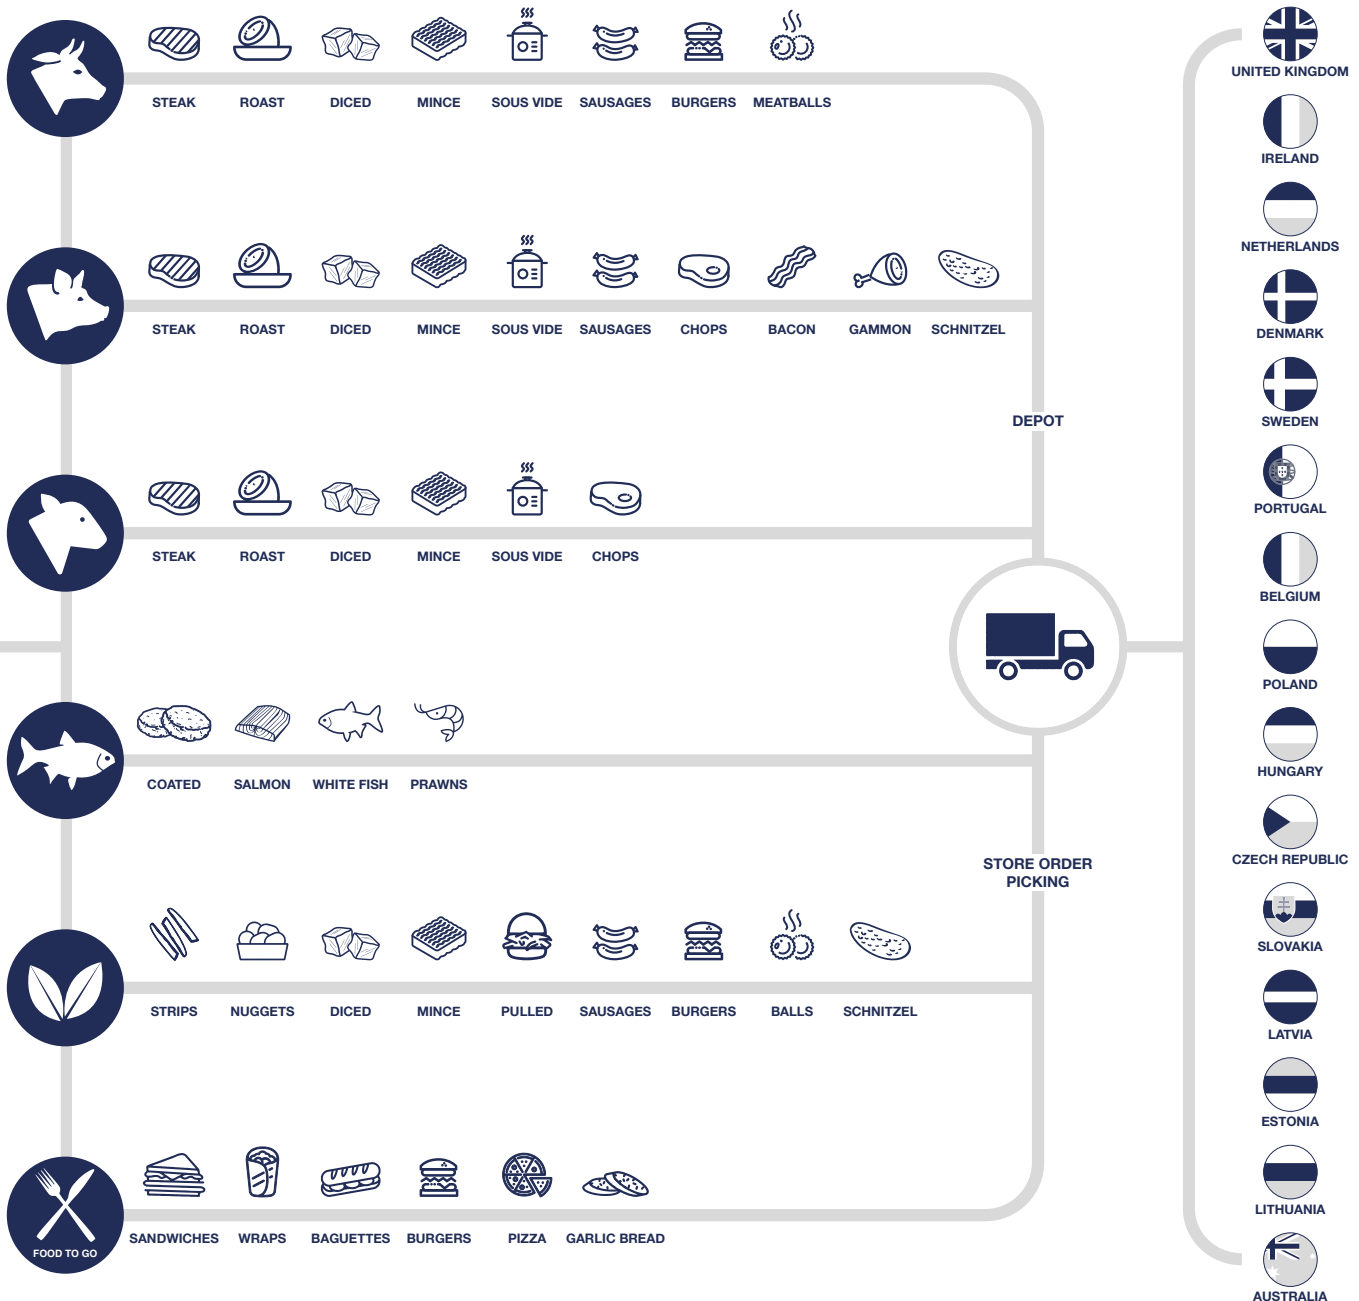 STEAK ROAST DICED MINCE SOUS VIDE SAUSAGES BURGERS MEATBALLS
STEAK ROAST DICED MINCE SOUS VIDE SAUSAGES CHOPS BACON GAMMON SCHNITZEL
DEPOT
STEAK ROAST DICED MINCE SOUS VIDE CHOPS
COATED SALMON WHITE FISH PRAWNS
STORE ORDER
PICKING
STRIPS NUGGETS DICED MINCE PULLED SAUSAGES BURGERS BALLS SCHNITZEL
FOOD TO GO
SANDWICHES WRAPS BAGUETTES BURGERS PIZZA GARLIC BREAD
UNITED KINGDOM
IRELAND
NETHERLANDS
DENMARK
SWEDEN
PORTUGAL
BELGIUM
POLAND
HUNGARY
CZECH REPUBLIC
SLOVAKIA
LATVIA
ESTONIA
LITHUANIA
AUSTRALIA